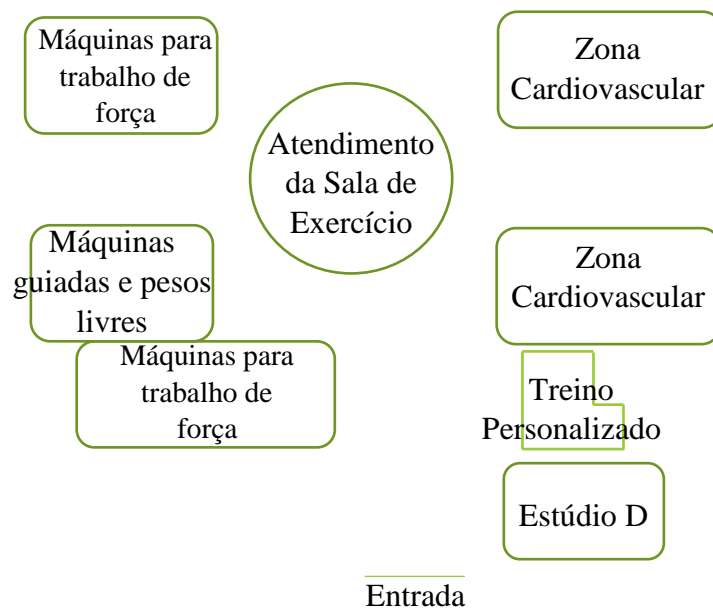 Máquinas para
trabalho de
força
Zona
Cardiovascular
Atendimento
da Sala de
Exercício
Máquinas
guiadas e pesos
livres
Zona
Cardiovascular
Máquinas para
trabalho de
força
Treino
Personalizado
Estúdio D
Entrada